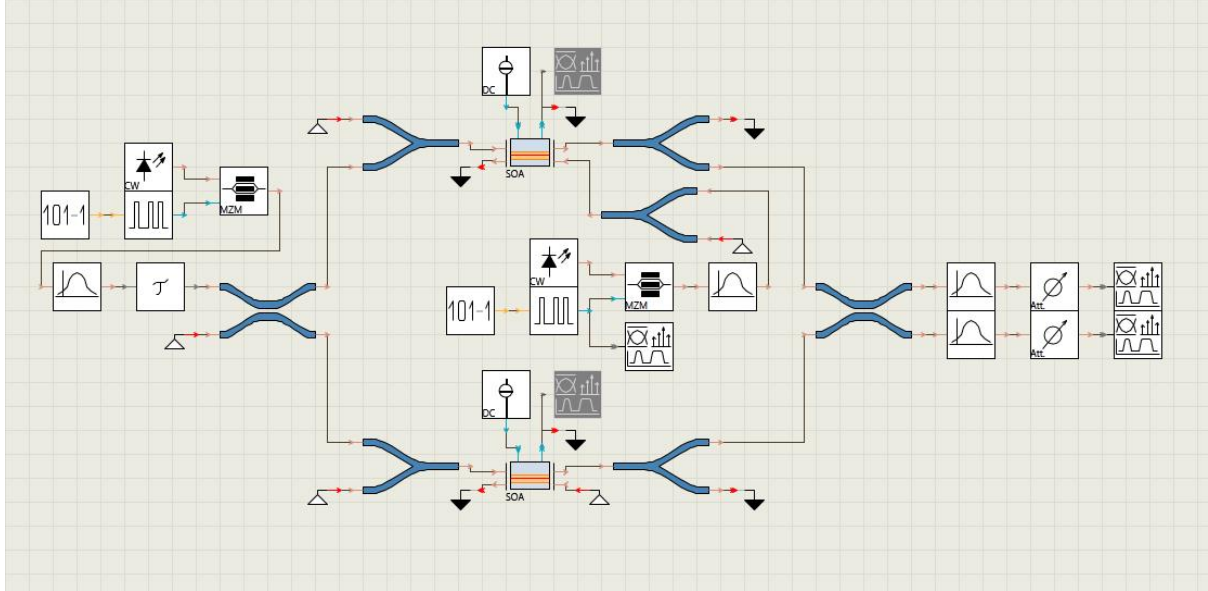 DC
CW
101-1
MZM
SOA
τ
CW
101-1
MZM
Att.
Att.
DC
SOA